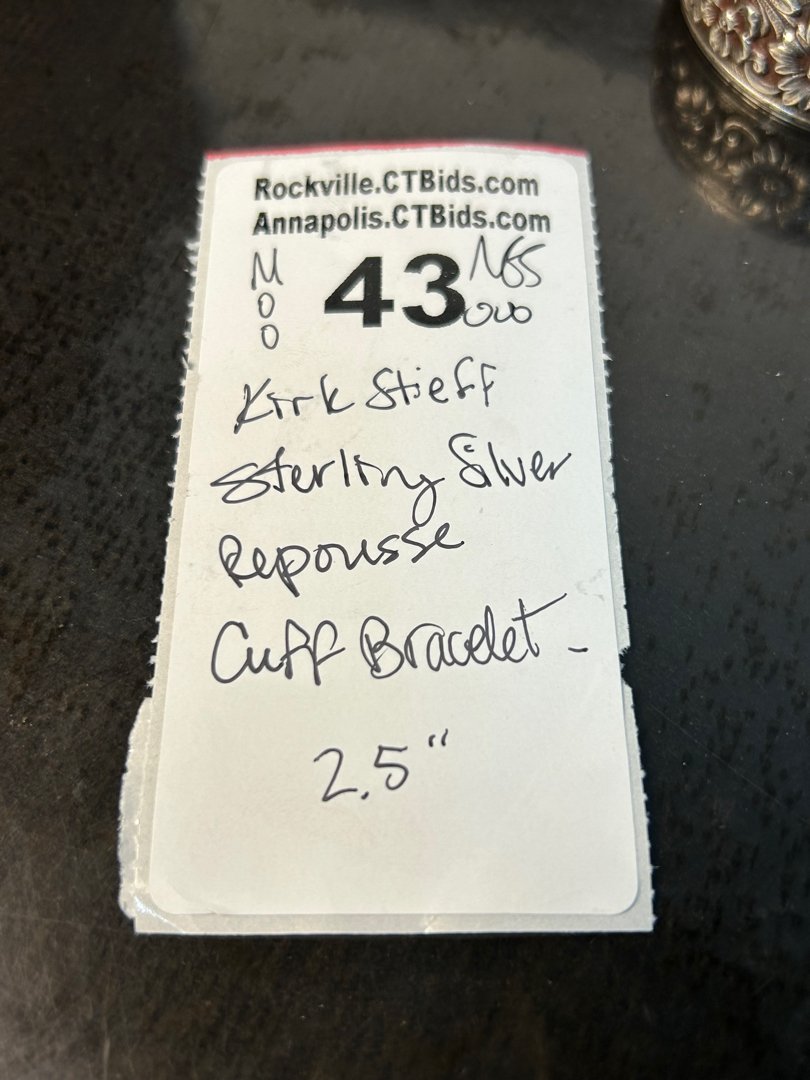 Rockville.CTBids.com
Annapolis.CTBids.com
M
O
O
43
Kirk Stieff
Sterling Silver
Repousse
Cuff Bracelet -
2.5"